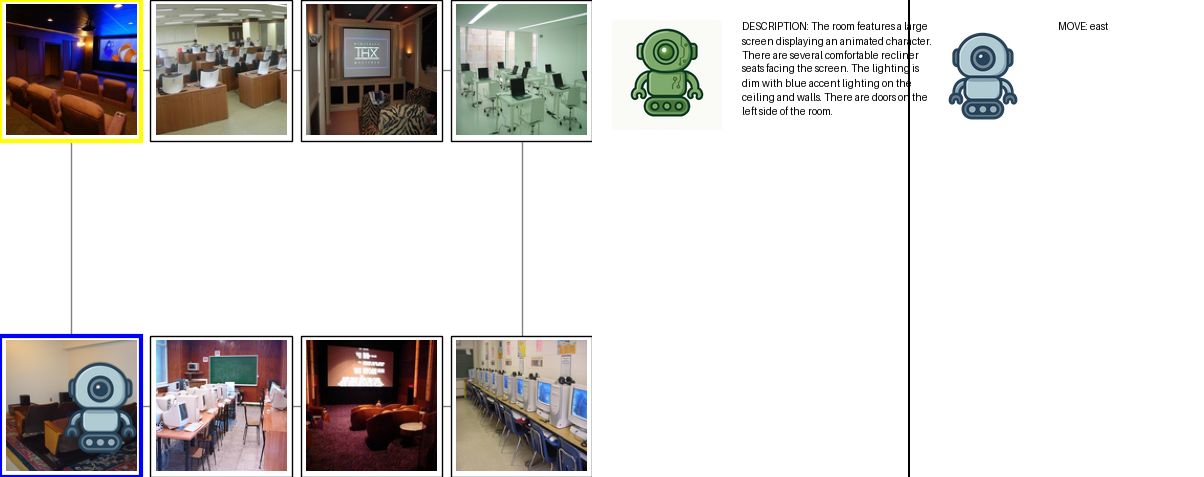 THX
DESCRIPTION: The room features a large
screen displaying an animated character.
There are several comfortable recliner
seats facing the screen. The lighting is
dim with blue accent lighting on the
ceiling and walls. There are doors on the
left side of the room.
MOVE: east